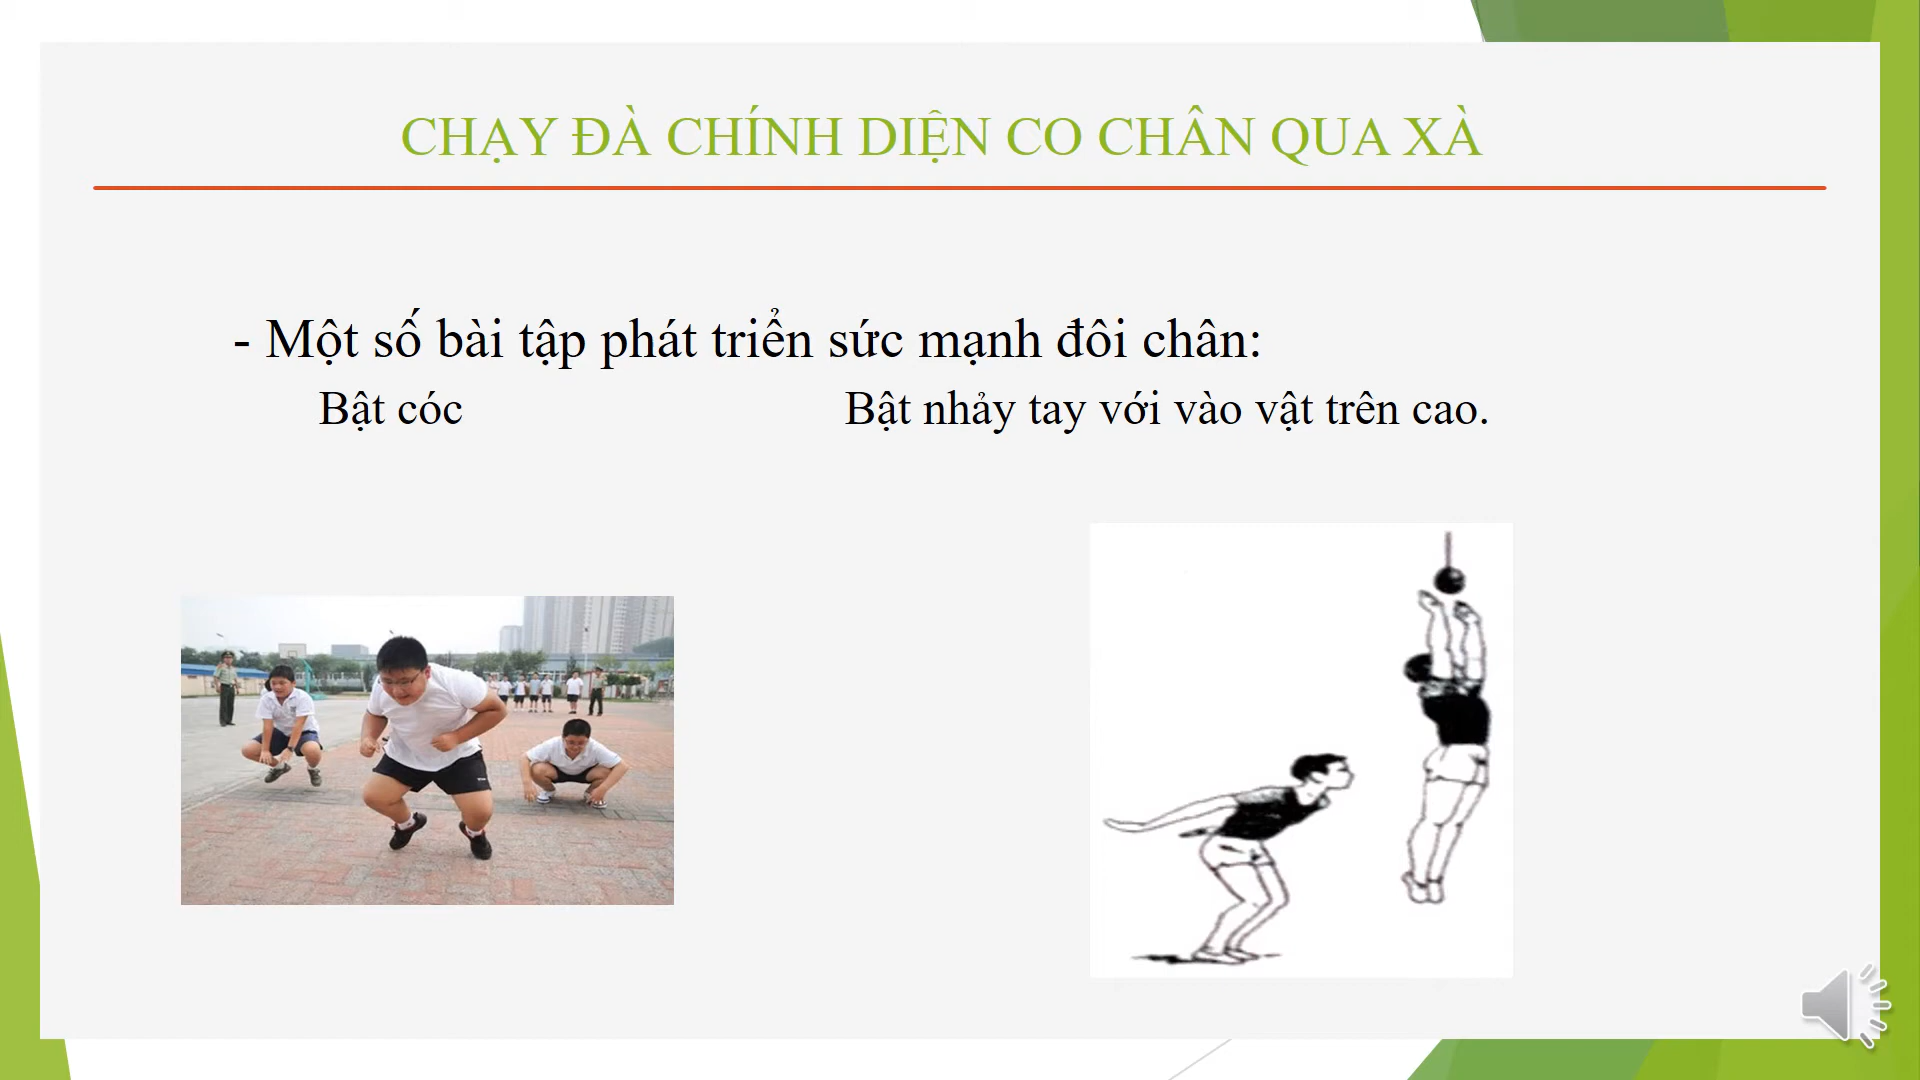 CHẠY ĐÀ CHÍNH DIỆN CO CHÂN QUA XÀ
- Một số bài tập phát triển sức mạnh đôi chân:
Bật cóc
Bật nhảy tay với vào vật trên cao.